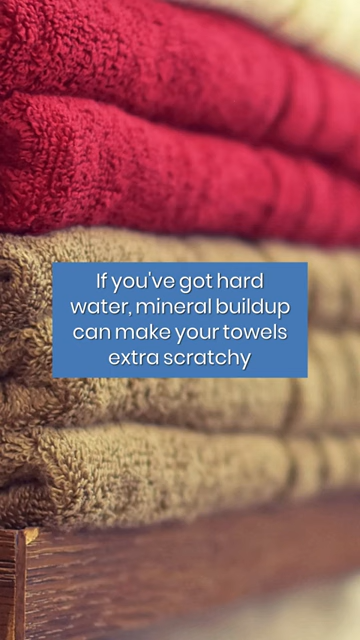 If you've got hard
water, mineral buildup
can make your towels
extra scratchy